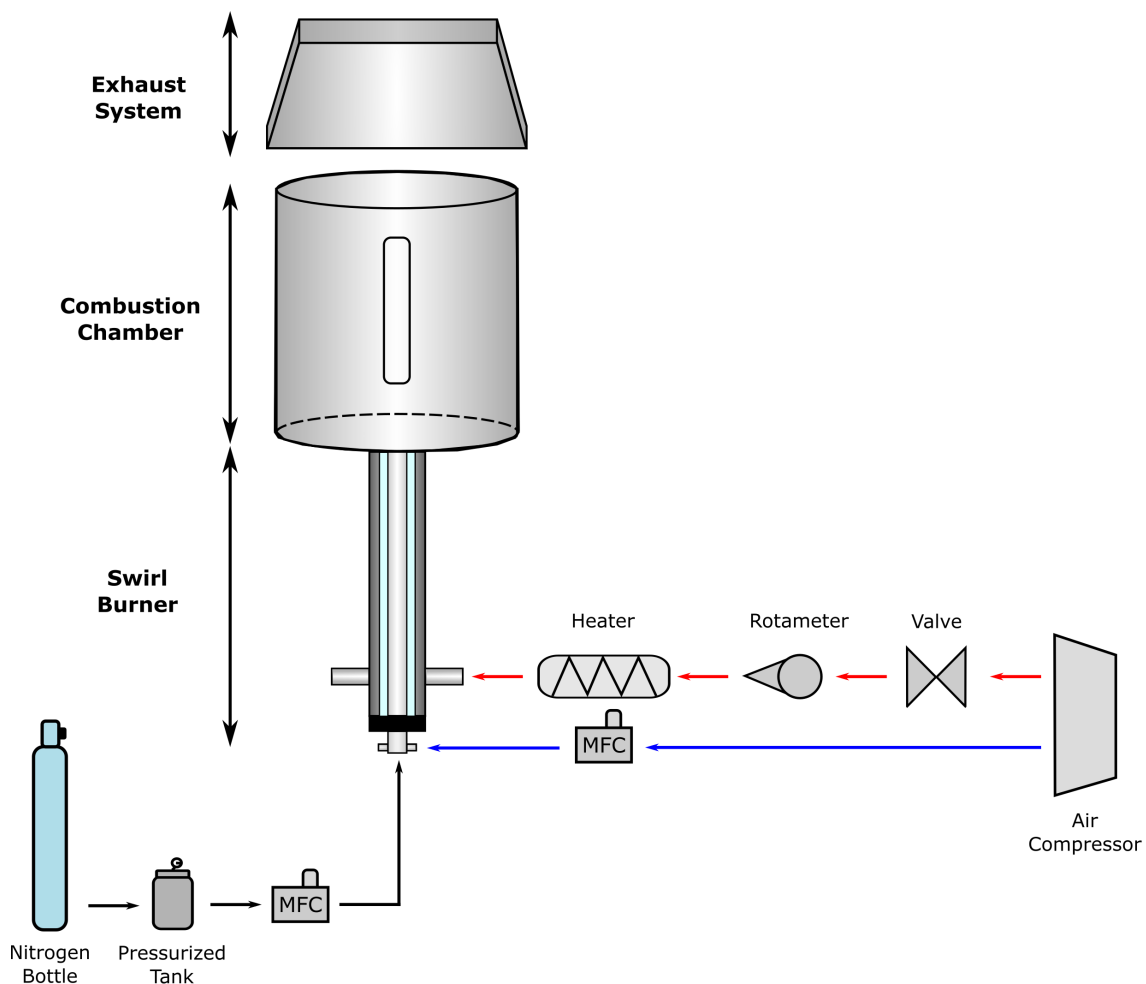 Exhaust
System
Combustion
Chamber
Swirl
Burner
Heater
Rotameter
Valve
MFC
Air
Compressor
MFC
Nitrogen
Bottle
Pressurized
Tank